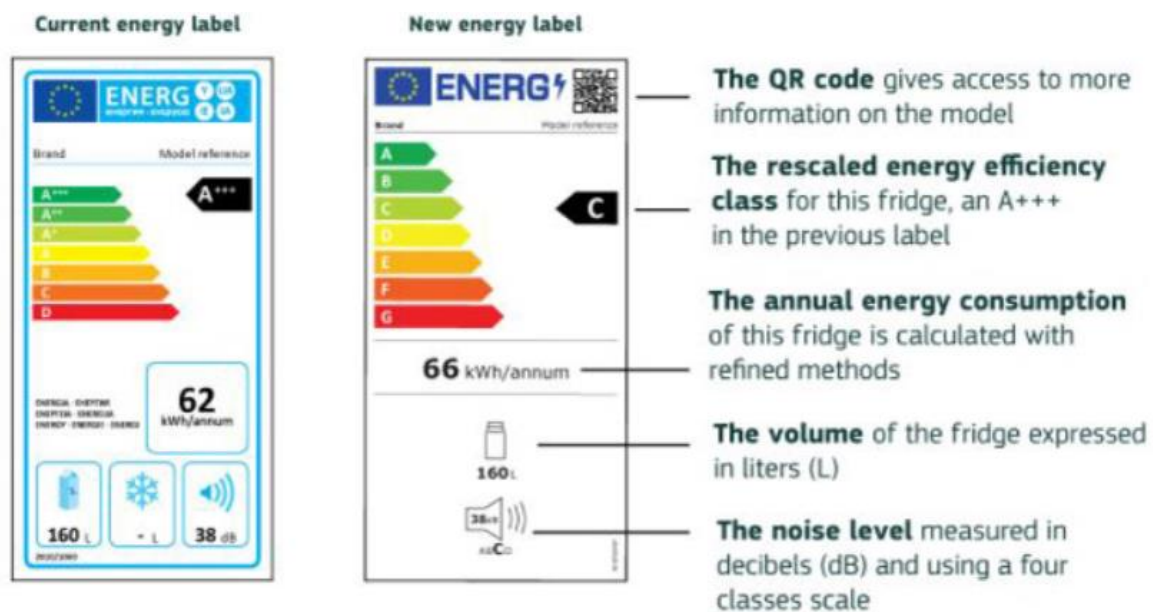 Current energy label
New energy label
ENERG
Brand Model reference
A+++
A++
A+
A
B
C
D
A+++
62
kWh/annum
160 L
- L
38 dB
ENERG
Brand Model reference
A
B
C
D
E
F
G
C
66 kWh/annum
160 L
38 dB
ABCD
The QR code gives access to more
information on the model
The rescaled energy efficiency
class for this fridge, an A+++
in the previous label
The annual energy consumption
of this fridge is calculated with
refined methods
The volume of the fridge expressed
in liters (L)
The noise level measured in
decibels (dB) and using a four
classes scale